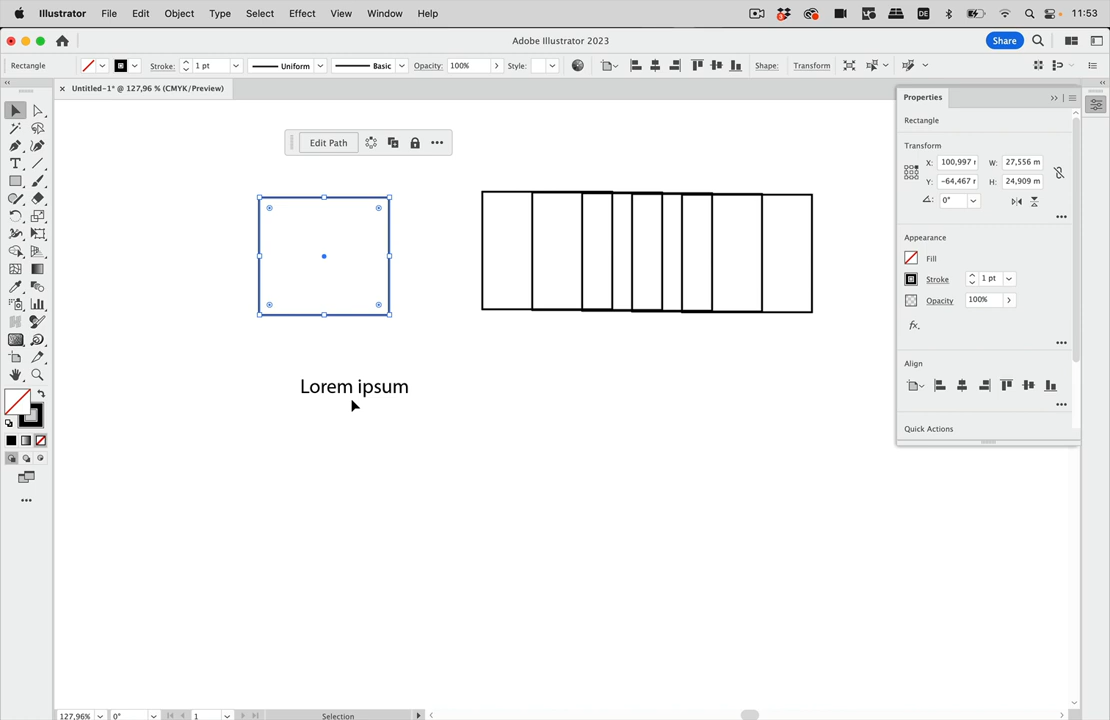 Illustrator File Edit Object Type Select Effect View Window Help
DE
11:53
Adobe Illustrator 2023
Share
Rectangle
Stroke: 1 pt
Uniform
Basic
Opacity: 100%
Style:
Shape:
Transform
× Untitled-1* @ 127,96 % (CMYK/Preview)
Edit Path
Lorem ipsum
Properties
Rectangle
Transform
X: 100,997 W: 27,556 m
Y: -64,467 H: 24,909 m
0°
Appearance
Fill
Stroke 1 pt
Opacity 100%
fx.
Align
Quick Actions
127,96% 0° 1 Selection